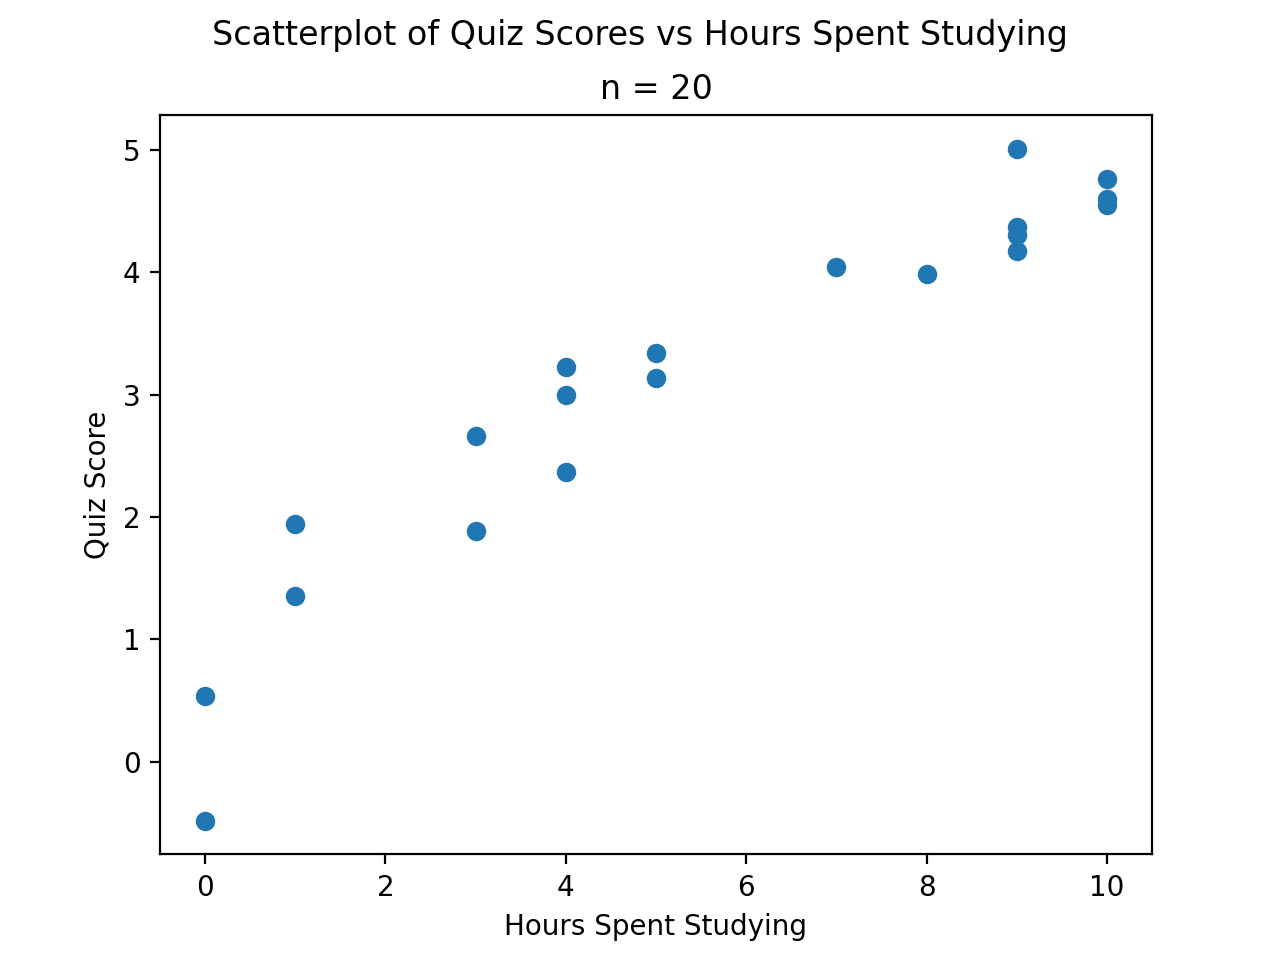 Scatterplot of Quiz Scores vs Hours Spent Studying
n = 20
5
4
3
2
1
0
Quiz Score
0 2 4 6 8 10
Hours Spent Studying